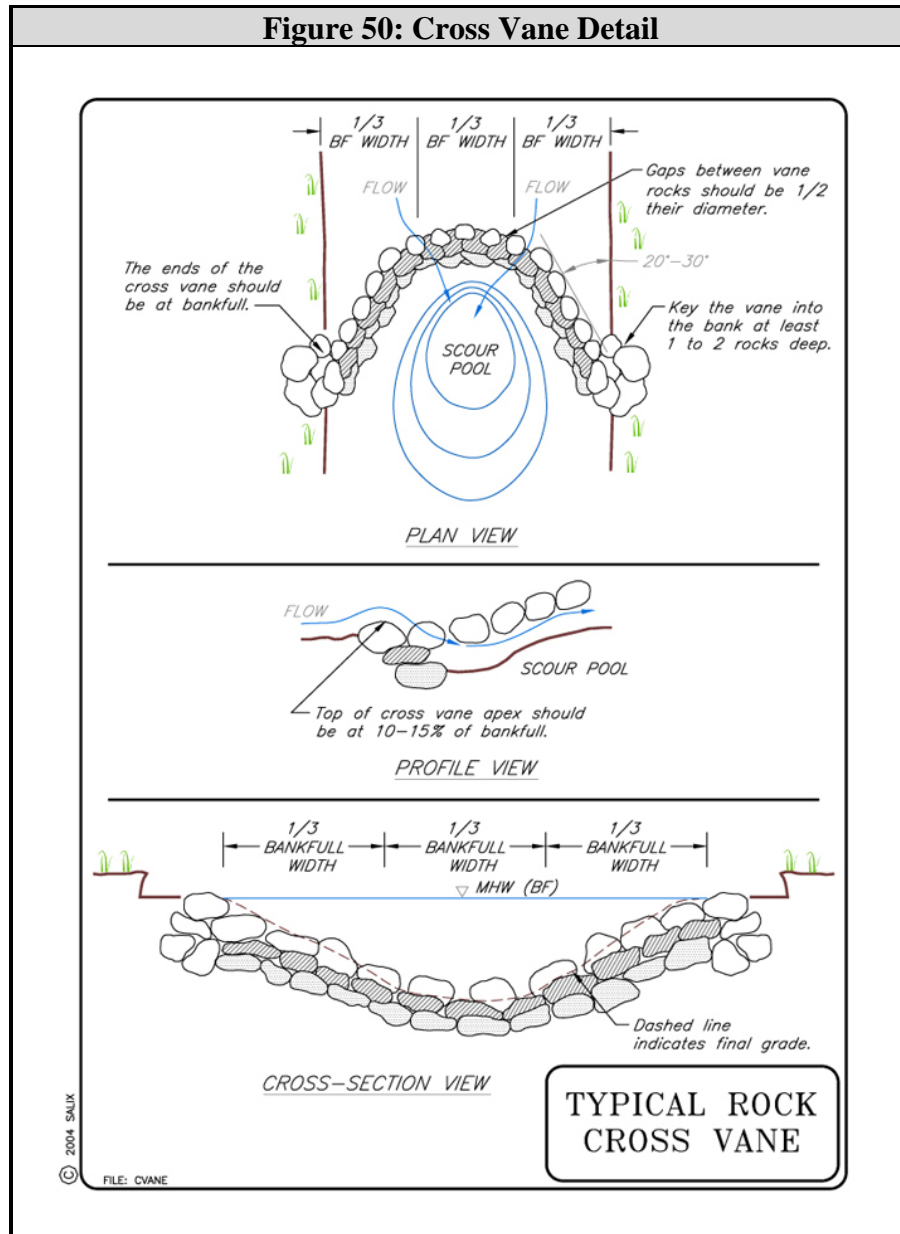 Figure 50: Cross Vane Detail
1/3
BF WIDTH
1/3
BF WIDTH
1/3
BF WIDTH
FLOW
FLOW
Gaps between vane
rocks should be 1/2
their diameter.
20°-30°
The ends of the
cross vane should
be at bankfull.
Key the vane into
the bank at least
1 to 2 rocks deep.
SCOUR
POOL
PLAN VIEW
FLOW
SCOUR POOL
Top of cross vane apex should
be at 10-15% of bankfull.
PROFILE VIEW
1/3
BANKFULL
WIDTH
1/3
BANKFULL
WIDTH
1/3
BANKFULL
WIDTH
MHW (BF)
Dashed line
indicates final grade.
CROSS-SECTION VIEW
TYPICAL ROCK
CROSS VANE
© 2004 SALIX
FILE: CVANE